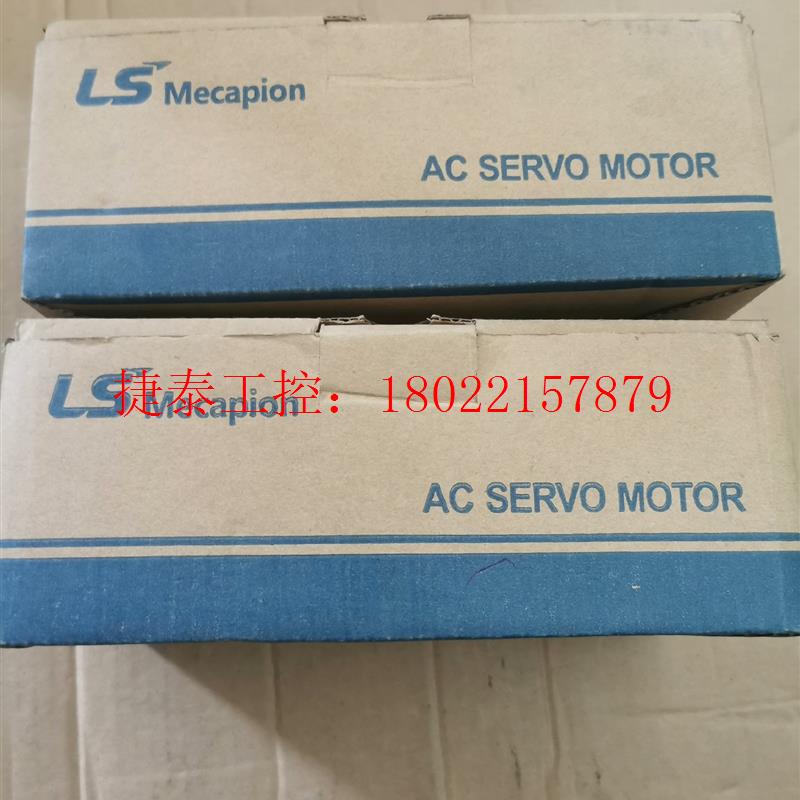 LS Mecapion
AC SERVO MOTOR
LS Mecapion
捷泰工控：18022157879
AC SERVO MOTOR